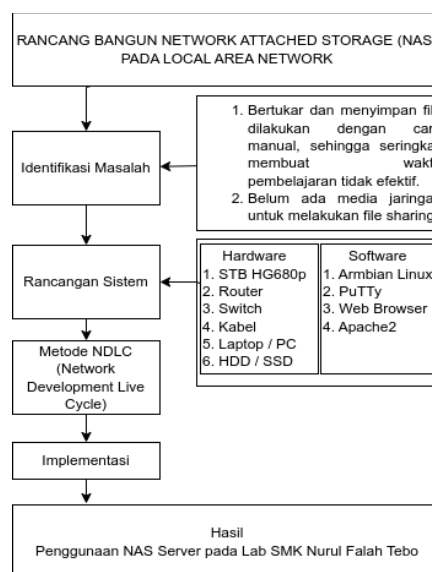 RANCANG BANGUN NETWORK ATTACHED STORAGE (NAS
PADA LOCAL AREA NETWORK
Identifikasi Masalah
1. Bertukar dan menyimpan fil
dilakukan dengan car
manual, sehingga seringka
membuat wakt
pembelajaran tidak efektif.
2. Belum ada media jaringa
untuk melakukan file sharing
Rancangan Sistem
Hardware
1. STB HG680p
2. Router
3. Switch
4. Kabel
5. Laptop / PC
6. HDD / SSD
Software
1. Armbian Linux
2. PuTTy
3. Web Browser
4. Apache2
Metode NDLC
(Network
Development Live
Cycle)
Implementasi
Hasil
Penggunaan NAS Server pada Lab SMK Nurul Falah Tebo